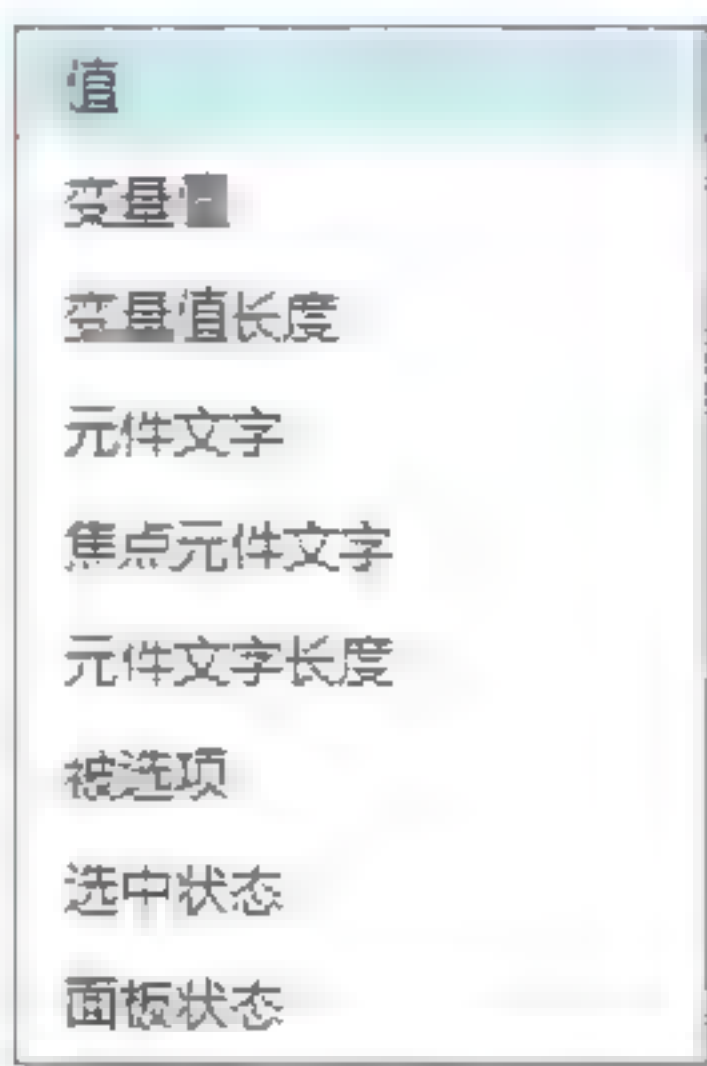 值
变量值
变量值长度
元件文字
焦点元件文字
元件文字长度
被选项
选中状态
面板状态